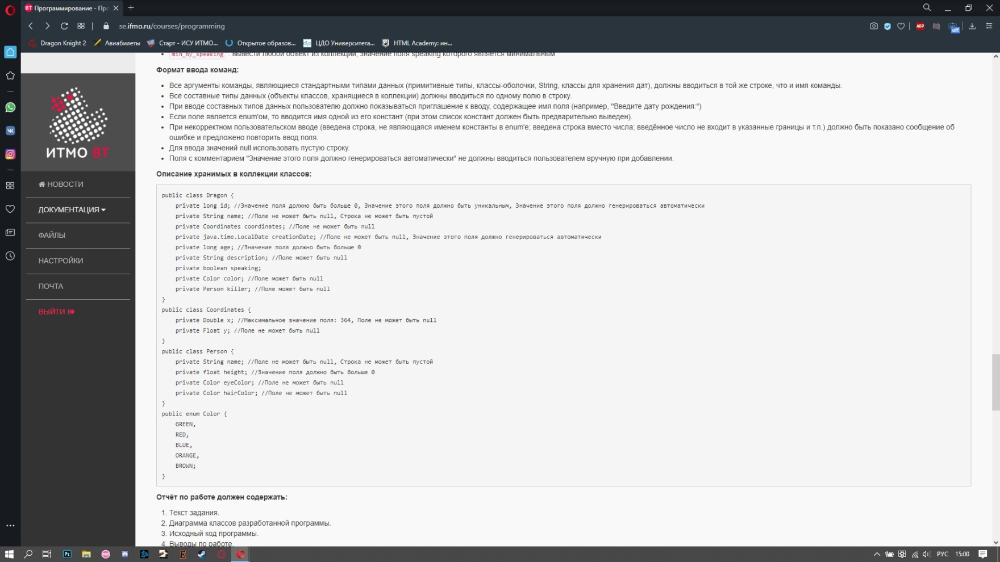 Программирование - Прс
se.ifmo.ru/courses/programming
ABP
off
Dragon Knight 2
Авиабилеты
Старт - ИСУ ИТМО...
Открытое образов...
ЦДО Университета...
HTML Academy: ин...
min_by_speaking : вывести любой объект из коллекции, значение поля speaking которого является минимальным
Формат ввода команд:
Все аргументы команды, являющиеся стандартными типами данных (примитивные типы, классы-оболочки, String, классы для хранения дат), должны вводиться в той же строке, что и имя команды.
Все составные типы данных (объекты классов, хранящиеся в коллекции) должны вводиться по одному полю в строку.
При вводе составных типов данных пользователю должно показываться приглашение к вводу, содержащее имя поля (например, "Введите дату рождения:")
Если поле является enum'ом, то вводится имя одной из его констант (при этом список констант должен быть предварительно выведен).
При некорректном пользовательском вводе (введена строка, не являющаяся именем константы в enum'е; введена строка вместо числа; введённое число не входит в указанные границы и т.п.) должно быть показано сообщение об
ошибке и предложено повторить ввод поля.
Для ввода значений null использовать пустую строку.
Поля с комментарием "Значение этого поля должно генерироваться автоматически" не должны вводиться пользователем вручную при добавлении.
Описание хранимых в коллекции классов:
public class Dragon {
private long id; //Значение поля должно быть больше 0, Значение этого поля должно быть уникальным, Значение этого поля должно генерироваться автоматически
private String name; //Поле не может быть null, Строка не может быть пустой
private Coordinates coordinates; //Поле не может быть null
private java.time.LocalDate creationDate; //Поле не может быть null, Значение этого поля должно генерироваться автоматически
private long age; //Значение поля должно быть больше 0
private String description; //Поле может быть null
private boolean speaking;
private Color color; //Поле может быть null
private Person killer; //Поле может быть null
}
public class Coordinates {
private Double x; //Максимальное значение поля: 364, Поле не может быть null
private Float y; //Поле не может быть null
}
public class Person {
private String name; //Поле не может быть null, Строка не может быть пустой
private float height; //Значение поля должно быть больше 0
private Color eyeColor; //Поле не может быть null
private Color hairColor; //Поле не может быть null
}
public enum Color {
GREEN,
RED,
BLUE,
ORANGE,
BROWN;
}
Отчёт по работе должен содержать:
1. Текст задания.
2. Диаграмма классов разработанной программы.
3. Исходный код программы.
4. Выводы по работе.
ИТМО ВТ
НОВОСТИ
ДОКУМЕНТАЦИЯ
ФАЙЛЫ
НАСТРОЙКИ
ПОЧТА
ВЫЙТИ
РУС
15:00